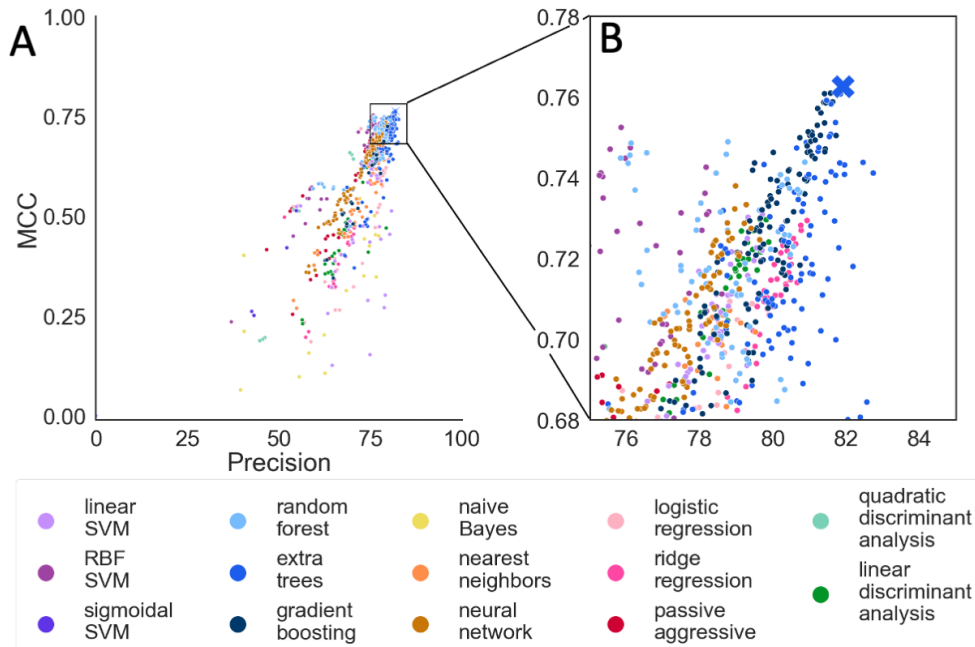 A
MCC
1.00
0.75
0.50
0.25
0.00
0
25
50
75
100
Precision
B
0.78
0.76
0.74
0.72
0.70
0.68
76
78
80
82
84
linear
SVM
RBF
SVM
sigmoidal
SVM
random
forest
extra
trees
gradient
boosting
naive
Bayes
nearest
neighbors
neural
network
logistic
regression
ridge
regression
passive
aggressive
quadratic
discriminant
analysis
linear
discriminant
analysis